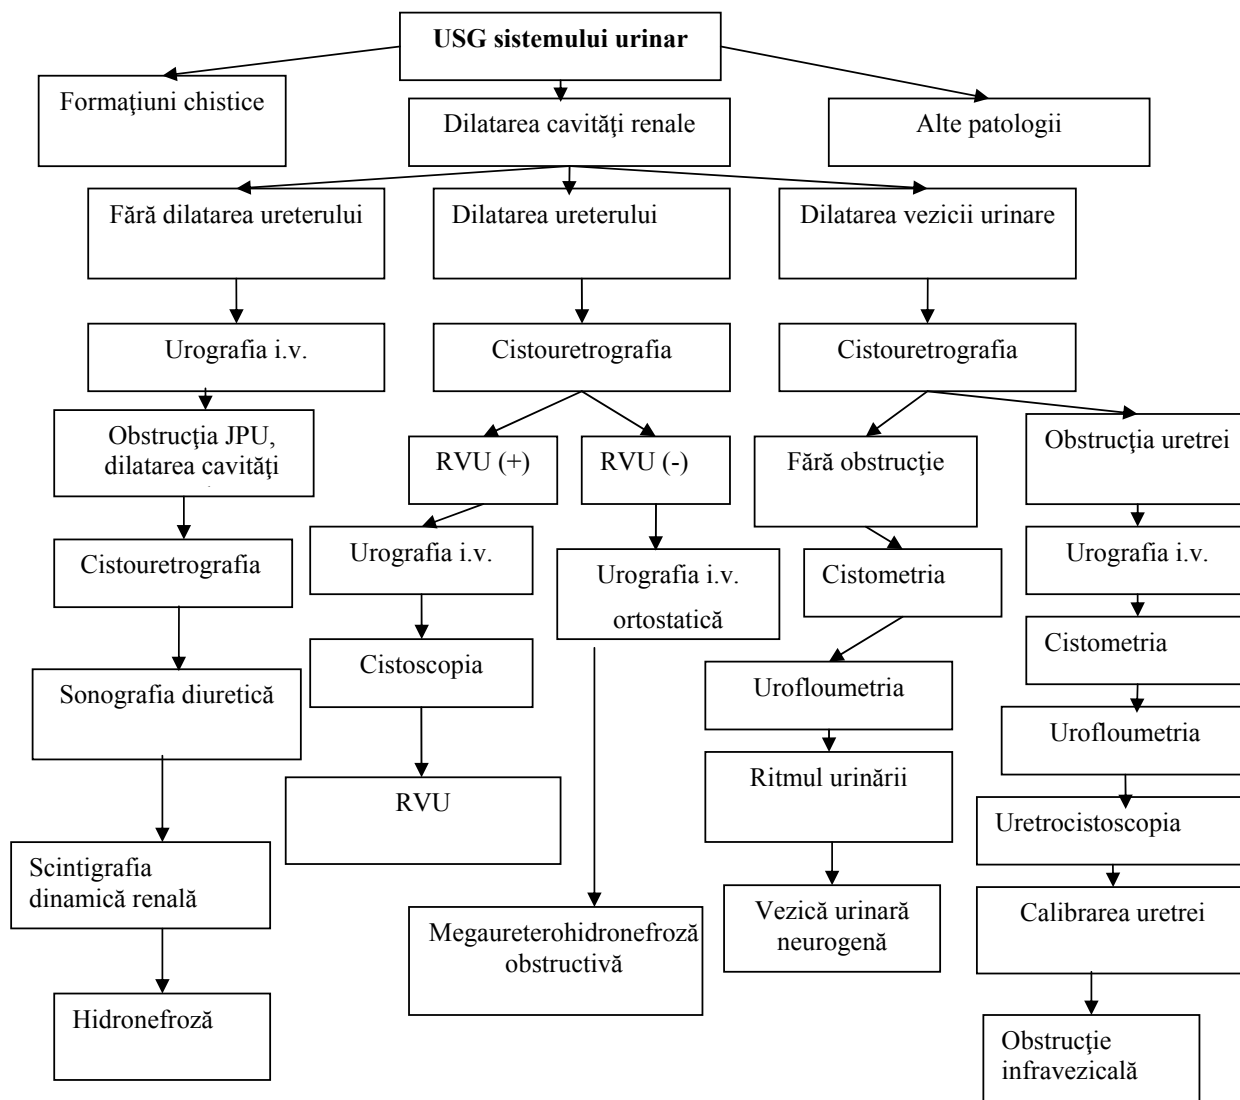 USG sistemului urinar
Formaţiuni chistice
Dilatarea cavităţi renale
Alte patologii
Fără dilatarea ureterului
Dilatarea ureterului
Dilatarea vezicii urinare
Urografia i.v.
Cistouretrografia
Cistouretrografia
Obstrucţia JPU,
dilatarea cavităţi
RVU (+)
RVU (-)
Fără obstrucţie
Obstrucţia uretrei
Cistouretrografia
Urografia i.v.
Urografia i.v.
ortostatică
Cistometria
Urografia i.v.
Sonografia diuretică
Cistoscopia
Urofloumetria
Cistometria
RVU
Ritmul urinării
Urofloumetria
Uretrocistoscopia
Scintigrafia
dinamică renală
Megaureterohidronefroză
obstructivă
Vezică urinară
neurogenă
Calibrarea uretrei
Hidronefroză
Obstrucţie
infravezicală